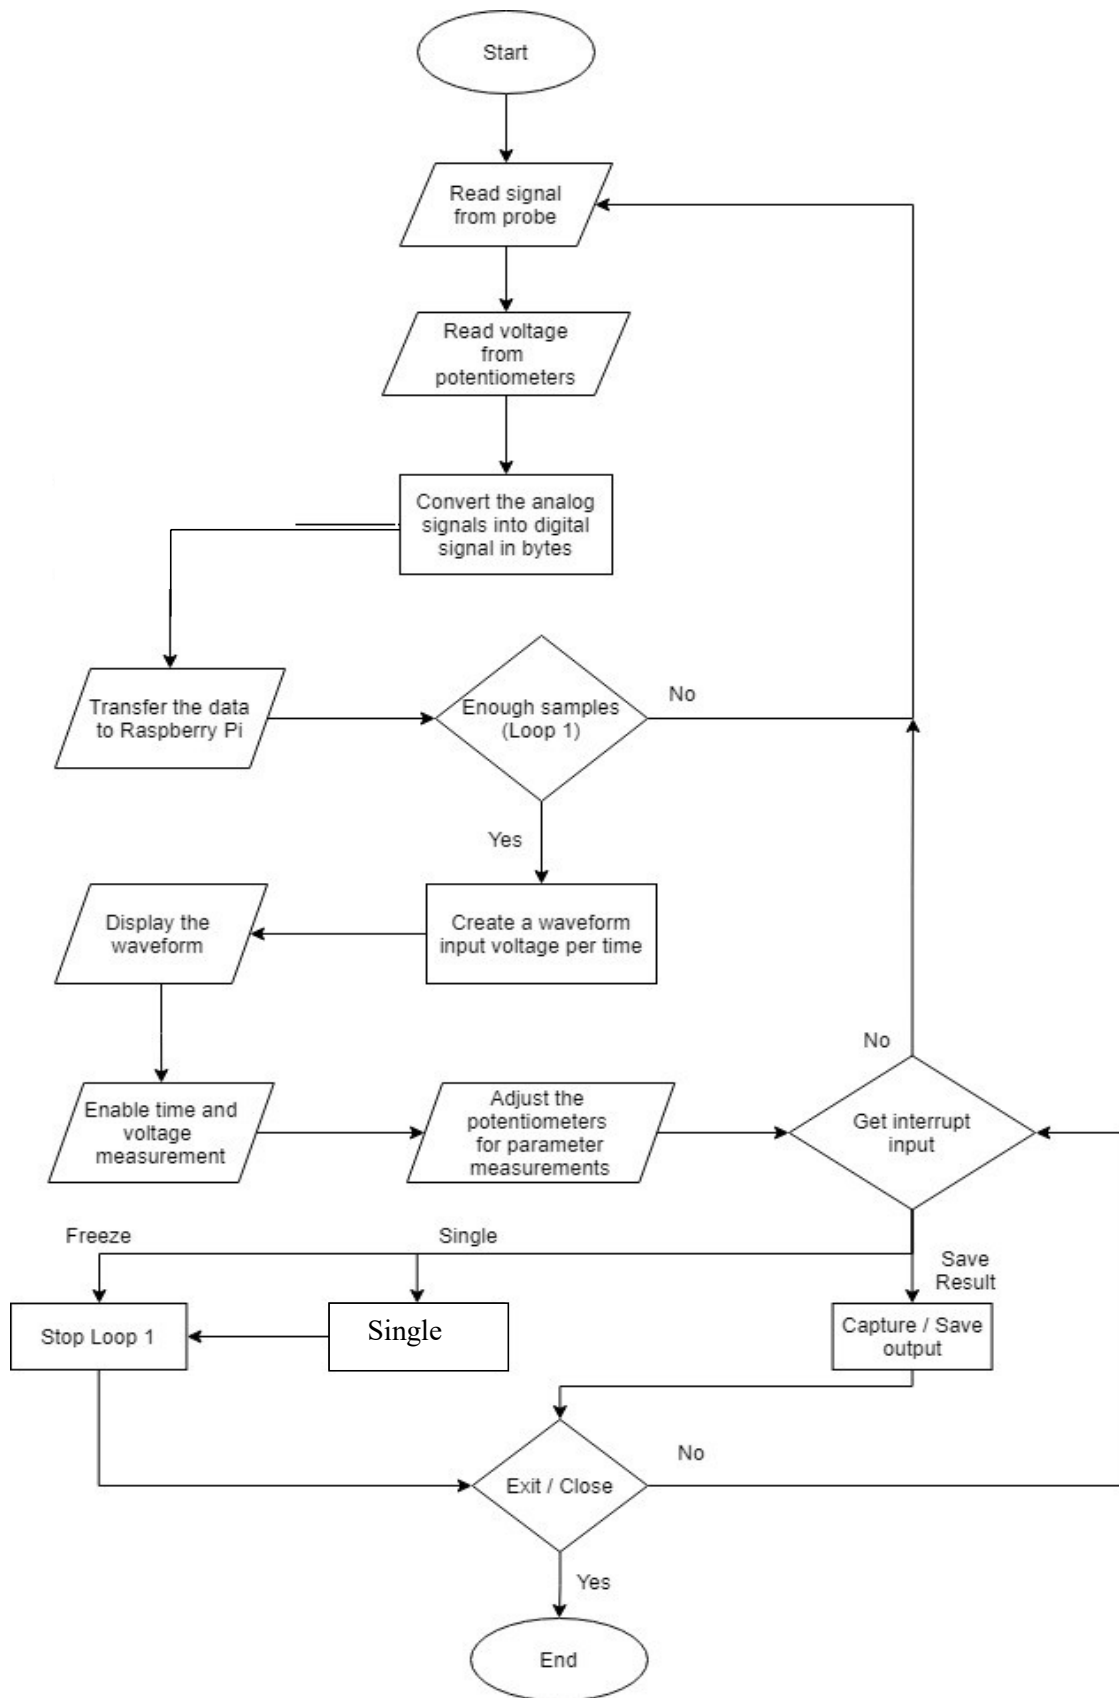 Start
Read signal
from probe
Read voltage
from
potentiometers
Convert the analog
signals into digital
signal in bytes
Transfer the data
to Raspberry Pi
Enough samples
(Loop 1)
No
Yes
Display the
waveform
Create a waveform
input voltage per time
No
Enable time and
voltage
measurement
Adjust the
potentiometers
for parameter
measurements
Get interrupt
input
Freeze
Single
Save
Result
Stop Loop 1
Single
Capture / Save
output
Exit / Close
No
Yes
End